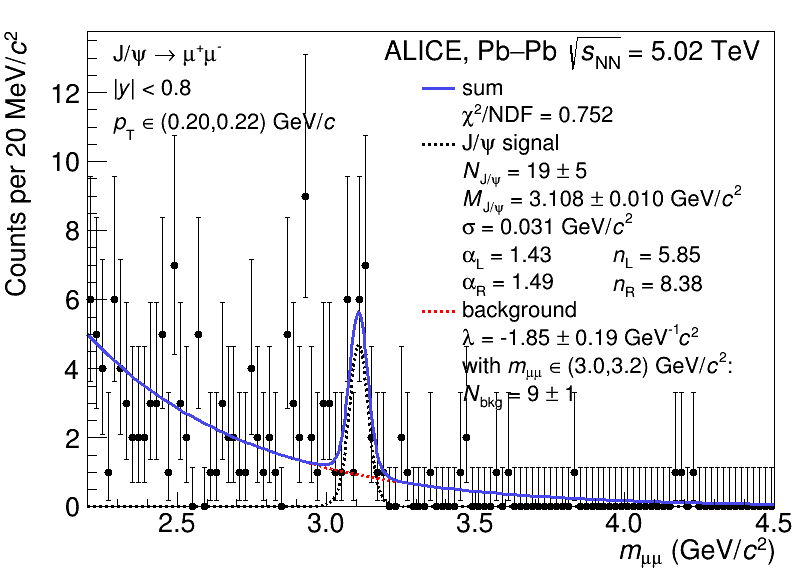 J/ψ → μ⁺μ⁻
|y| < 0.8
p_T ∈ (0.20,0.22) GeV/c
ALICE, Pb–Pb √s_NN = 5.02 TeV
sum
χ²/NDF = 0.752
J/ψ signal
N_J/ψ = 19 ± 5
M_J/ψ = 3.108 ± 0.010 GeV/c²
σ = 0.031 GeV/c²
α_L = 1.43 n_L = 5.85
α_R = 1.49 n_R = 8.38
background
λ = -1.85 ± 0.19 GeV⁻¹c²
with m_μμ ∈ (3.0,3.2) GeV/c²:
N_bkg = 9 ± 1
Counts per 20 MeV/c²
12
10
8
6
4
2
0
2.5 3.0 3.5 4.0 4.5
m_μμ (GeV/c²)